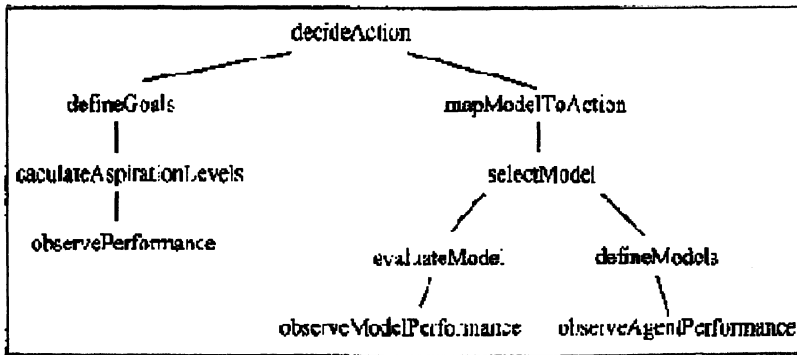 decideAction
defineGoals mapModelToAction
caculateAspirationLevels selectModel
observePerformance evaluateModel defineModels
observeModelPerformance observeAgentPerformance